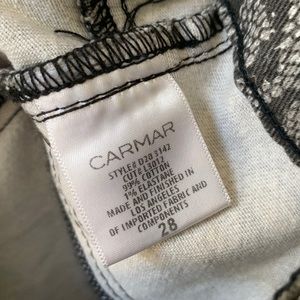 CARMAR
STYLE# D20 3142
CUT# 3012
99% COTTON
1% ELASTANE
MADE AND FINISHED IN
LOS ANGELES
OF IMPORTED FABRIC AND
COMPONENTS
28